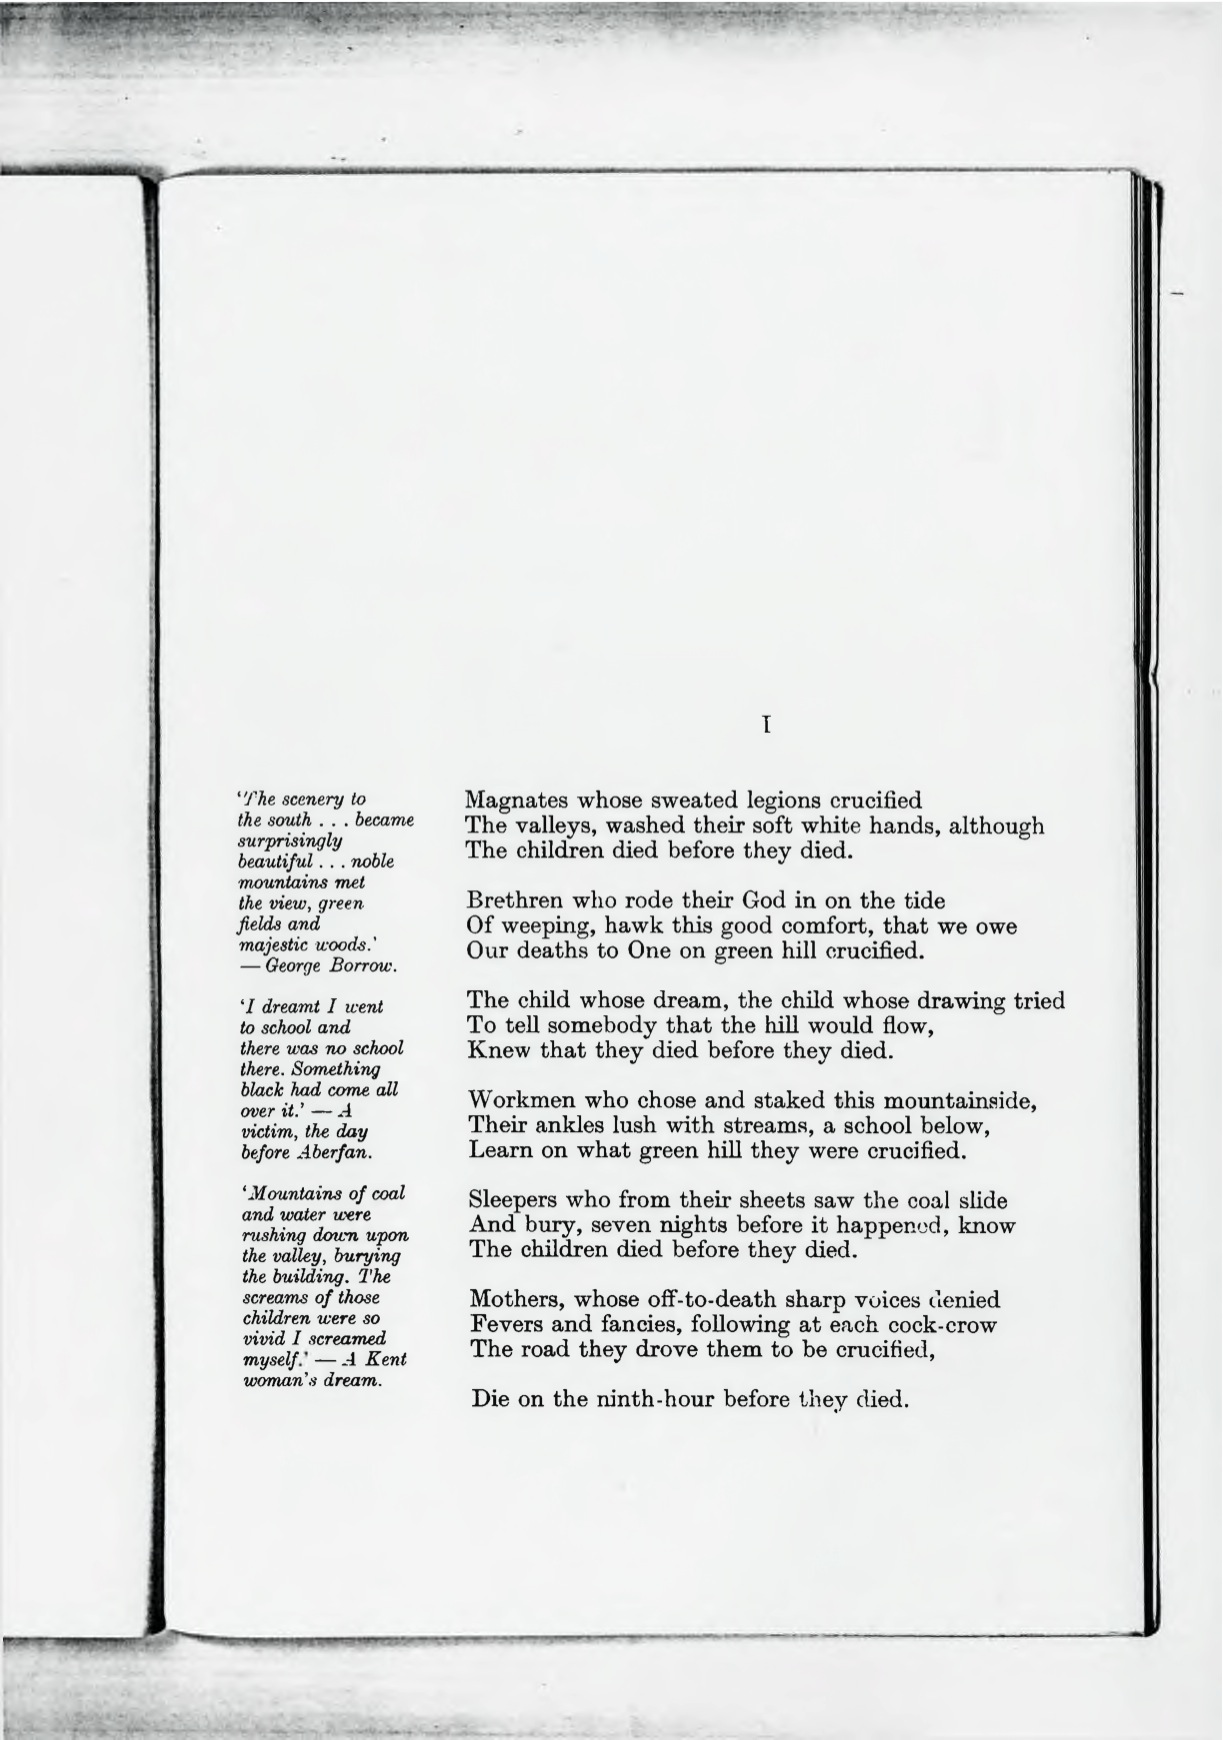 I
'The scenery to
the south . . . became
surprisingly
beautiful . . . noble
mountains met
the view, green
fields and
majestic woods.'
— George Borrow.
'I dreamt I went
to school and
there was no school
there. Something
black had come all
over it.' — A
victim, the day
before Aberfan.
'Mountains of coal
and water were
rushing down upon
the valley, burying
the building. The
screams of those
children were so
vivid I screamed
myself.' — A Kent
woman's dream.
Magnates whose sweated legions crucified
The valleys, washed their soft white hands, although
The children died before they died.
Brethren who rode their God in on the tide
Of weeping, hawk this good comfort, that we owe
Our deaths to One on green hill crucified.
The child whose dream, the child whose drawing tried
To tell somebody that the hill would flow,
Knew that they died before they died.
Workmen who chose and staked this mountainside,
Their ankles lush with streams, a school below,
Learn on what green hill they were crucified.
Sleepers who from their sheets saw the coal slide
And bury, seven nights before it happened, know
The children died before they died.
Mothers, whose off-to-death sharp voices denied
Fevers and fancies, following at each cock-crow
The road they drove them to be crucified,
Die on the ninth-hour before they died.